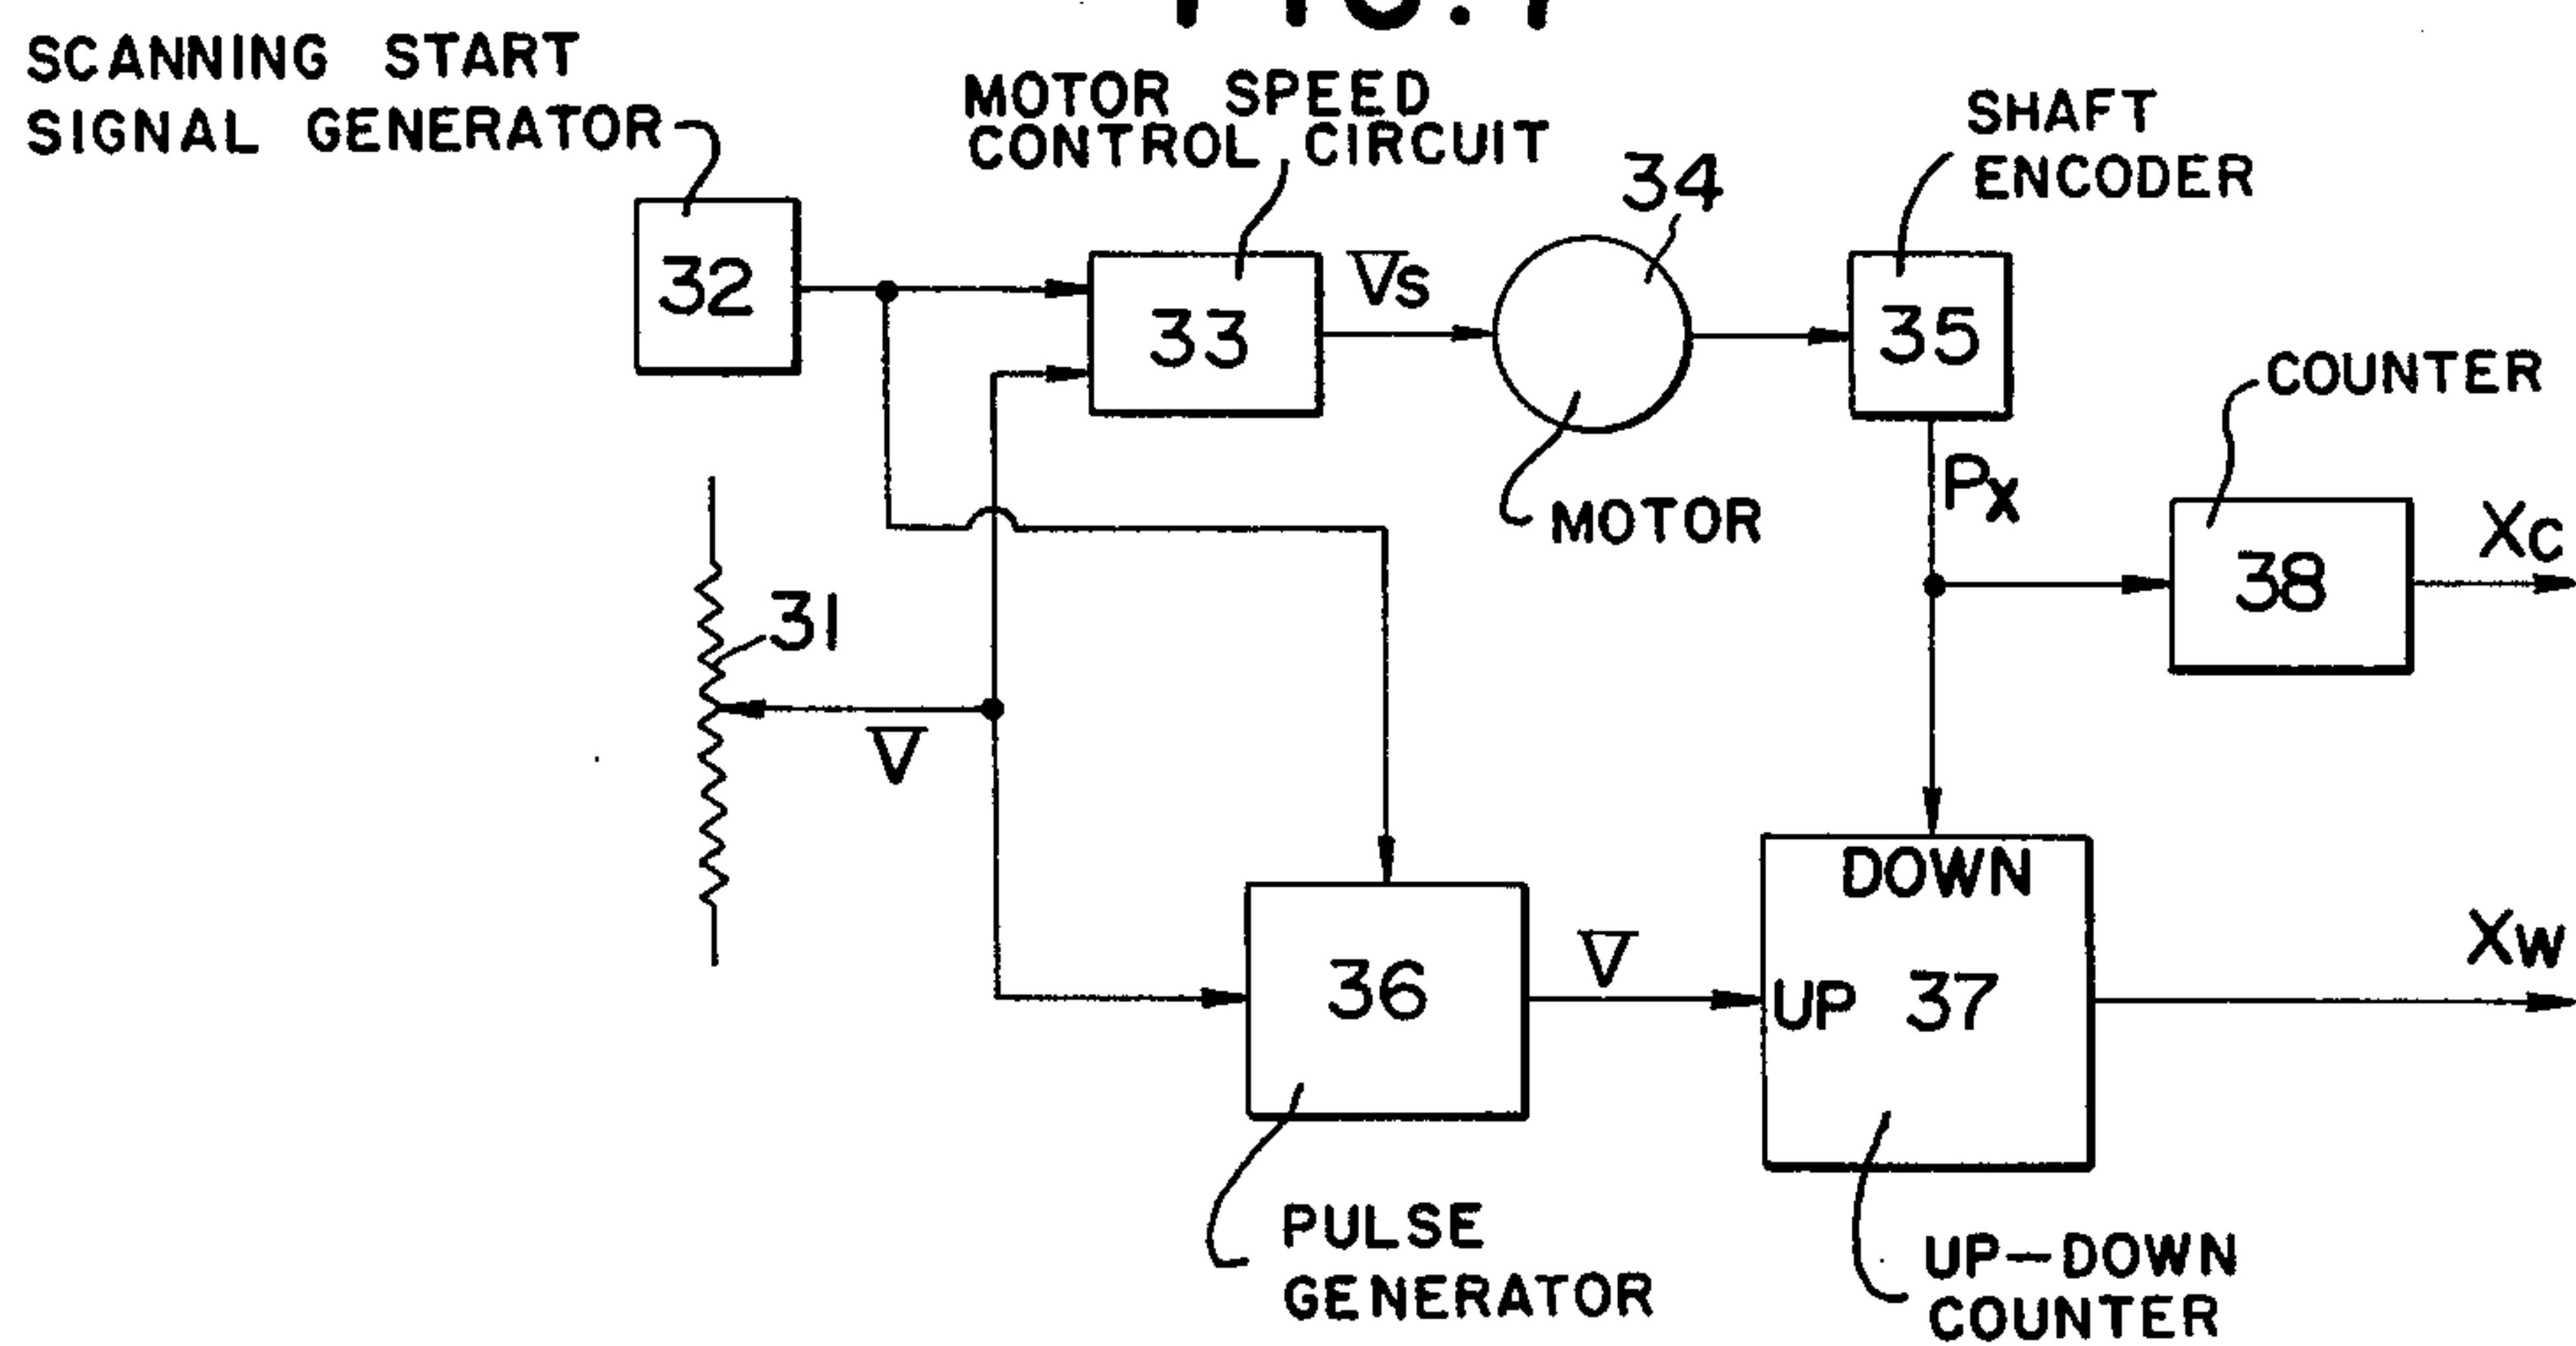 SCANNING START
SIGNAL GENERATOR
MOTOR SPEED
CONTROL CIRCUIT
SHAFT
ENCODER
34
32
33
Vs
35
COUNTER
Px
MOTOR
38
Xc
31
V
DOWN
36
V
UP 37
Xw
PULSE
GENERATOR
UP-DOWN
COUNTER